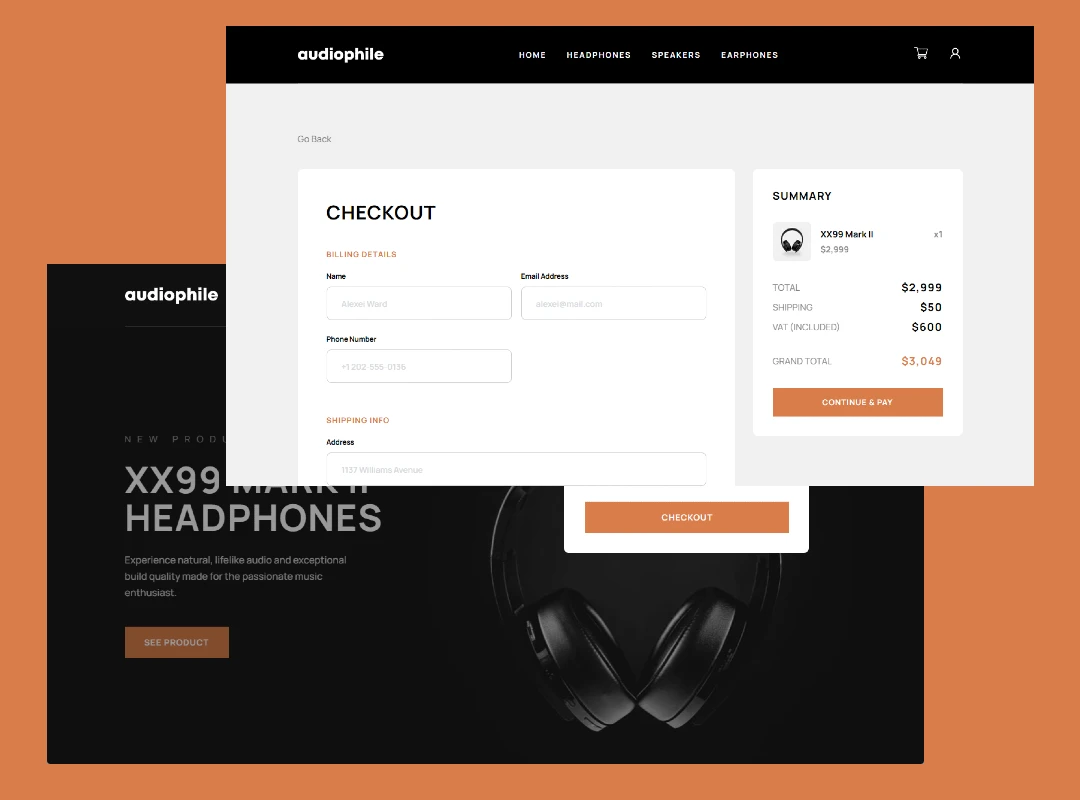 audiophile
HOME HEADPHONES SPEAKERS EARPHONES
Go Back
CHECKOUT
BILLING DETAILS
Name Email Address
Alexei Ward alexei@mail.com
Phone Number
+1 202-555-0136
SHIPPING INFO
Address
1137 Williams Avenue
SUMMARY
XX99 Mark II x1
$2,999
TOTAL $2,999
SHIPPING $50
VAT (INCLUDED) $600
GRAND TOTAL $3,049
CONTINUE & PAY
audiophile
NEW PRODU
XX99 MARK II
HEADPHONES
Experience natural, lifelike audio and exceptional
build quality made for the passionate music
enthusiast.
SEE PRODUCT
CHECKOUT